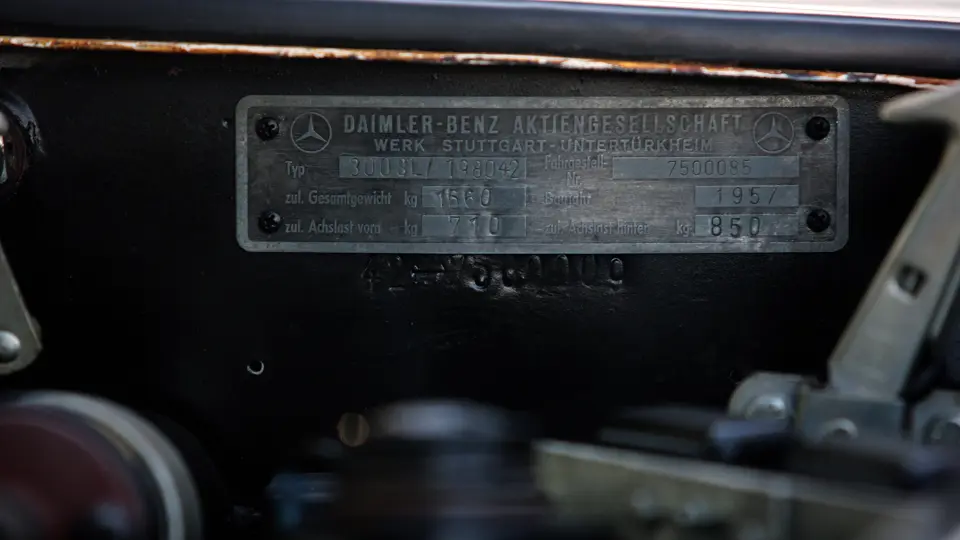 DAIMLER-BENZ AKTIENGESELLSCHAFT
WERK STUTTGART-UNTERTÜRKHEIM
Typ 300SL/198042 Fahrgestell Nr. 7500085
zul. Gesamtgewicht kg 1560 Baujahr 1957
zul. Achslast vorn kg 710 zul. Achslast hinten kg 850